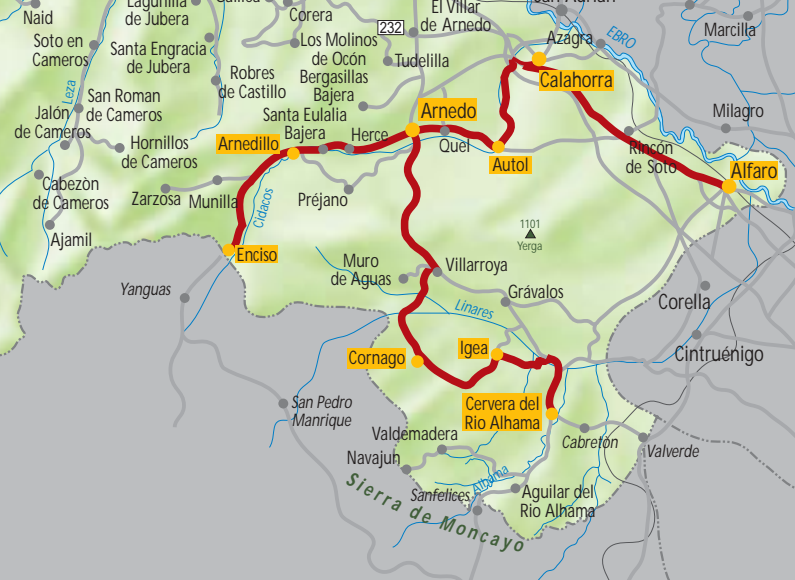 Naid
Lagunilla
de Jubera
Corera
232
El Villar
de Arnedo
San Adrián
Azagra
EBRO
Marcilla
Soto en
Cameros
Santa Engracia
de Jubera
Los Molinos
de Ocón
Tudelilla
Bergasillas
Bajera
Robres
de Castillo
Calahorra
Leza
San Roman
de Cameros
Jalón
de Cameros
Santa Eulalia
Bajera
Herce
Arnedo
Milagro
Hornillos
de Cameros
Arnedillo
Quel
Autol
Rincón
de Soto
Alfaro
Cabezòn
de Cameros
Zarzosa
Munilla
Cidacos
Préjano
Ajamil
Enciso
1101
Yerga
Muro
de Aguas
Villarroya
Yanguas
Grávalos
Linares
Corella
Cornago
Igea
Cintruénigo
San Pedro
Manrique
Cervera del
Rio Alhama
Valdemadera
Cabretón
Valverde
Navajun
Alhama
Sanfelices
Aguilar del
Rio Alhama
Sierra de Moncayo